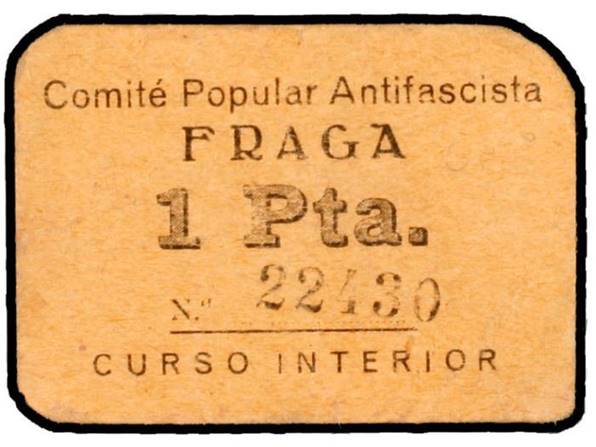 Comité Popular Antifascista
FRAGA
1 Pta.
N.º 22430
CURSO INTERIOR